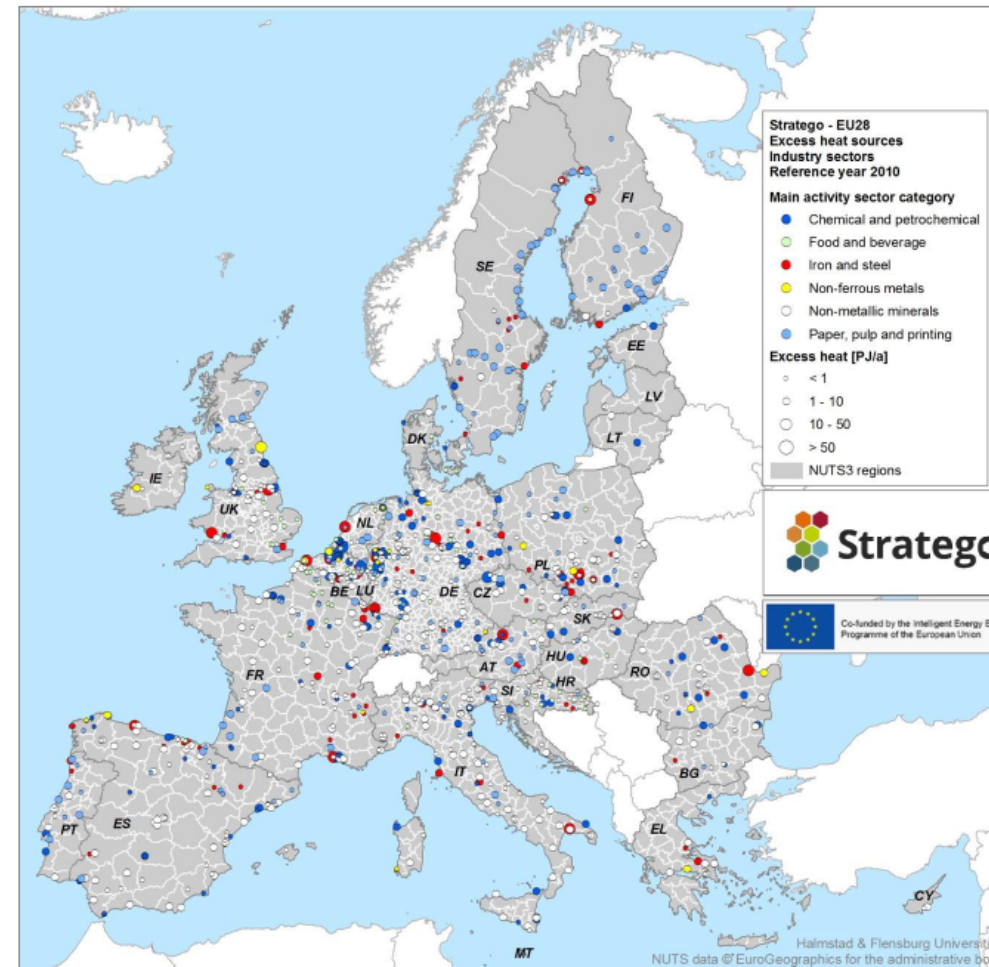 Stratego - EU28
Excess heat sources
Industry sectors
Reference year 2010
Main activity sector category
Chemical and petrochemical
Food and beverage
Iron and steel
Non-ferrous metals
Non-metallic minerals
Paper, pulp and printing
Excess heat [PJ/a]
< 1
1 - 10
10 - 50
> 50
NUTS3 regions
Stratego
Co-funded by the Intelligent Energy E
Programme of the European Union
FI
SE
EE
LV
LT
DK
IE
UK
NL
PL
BE
LU
DE
CZ
SK
AT
HU
RO
FR
SI
HR
IT
BG
PT
ES
EL
CY
MT
Halmstad & Flensburg Universiti
NUTS data © EuroGeographics for the administrative bo